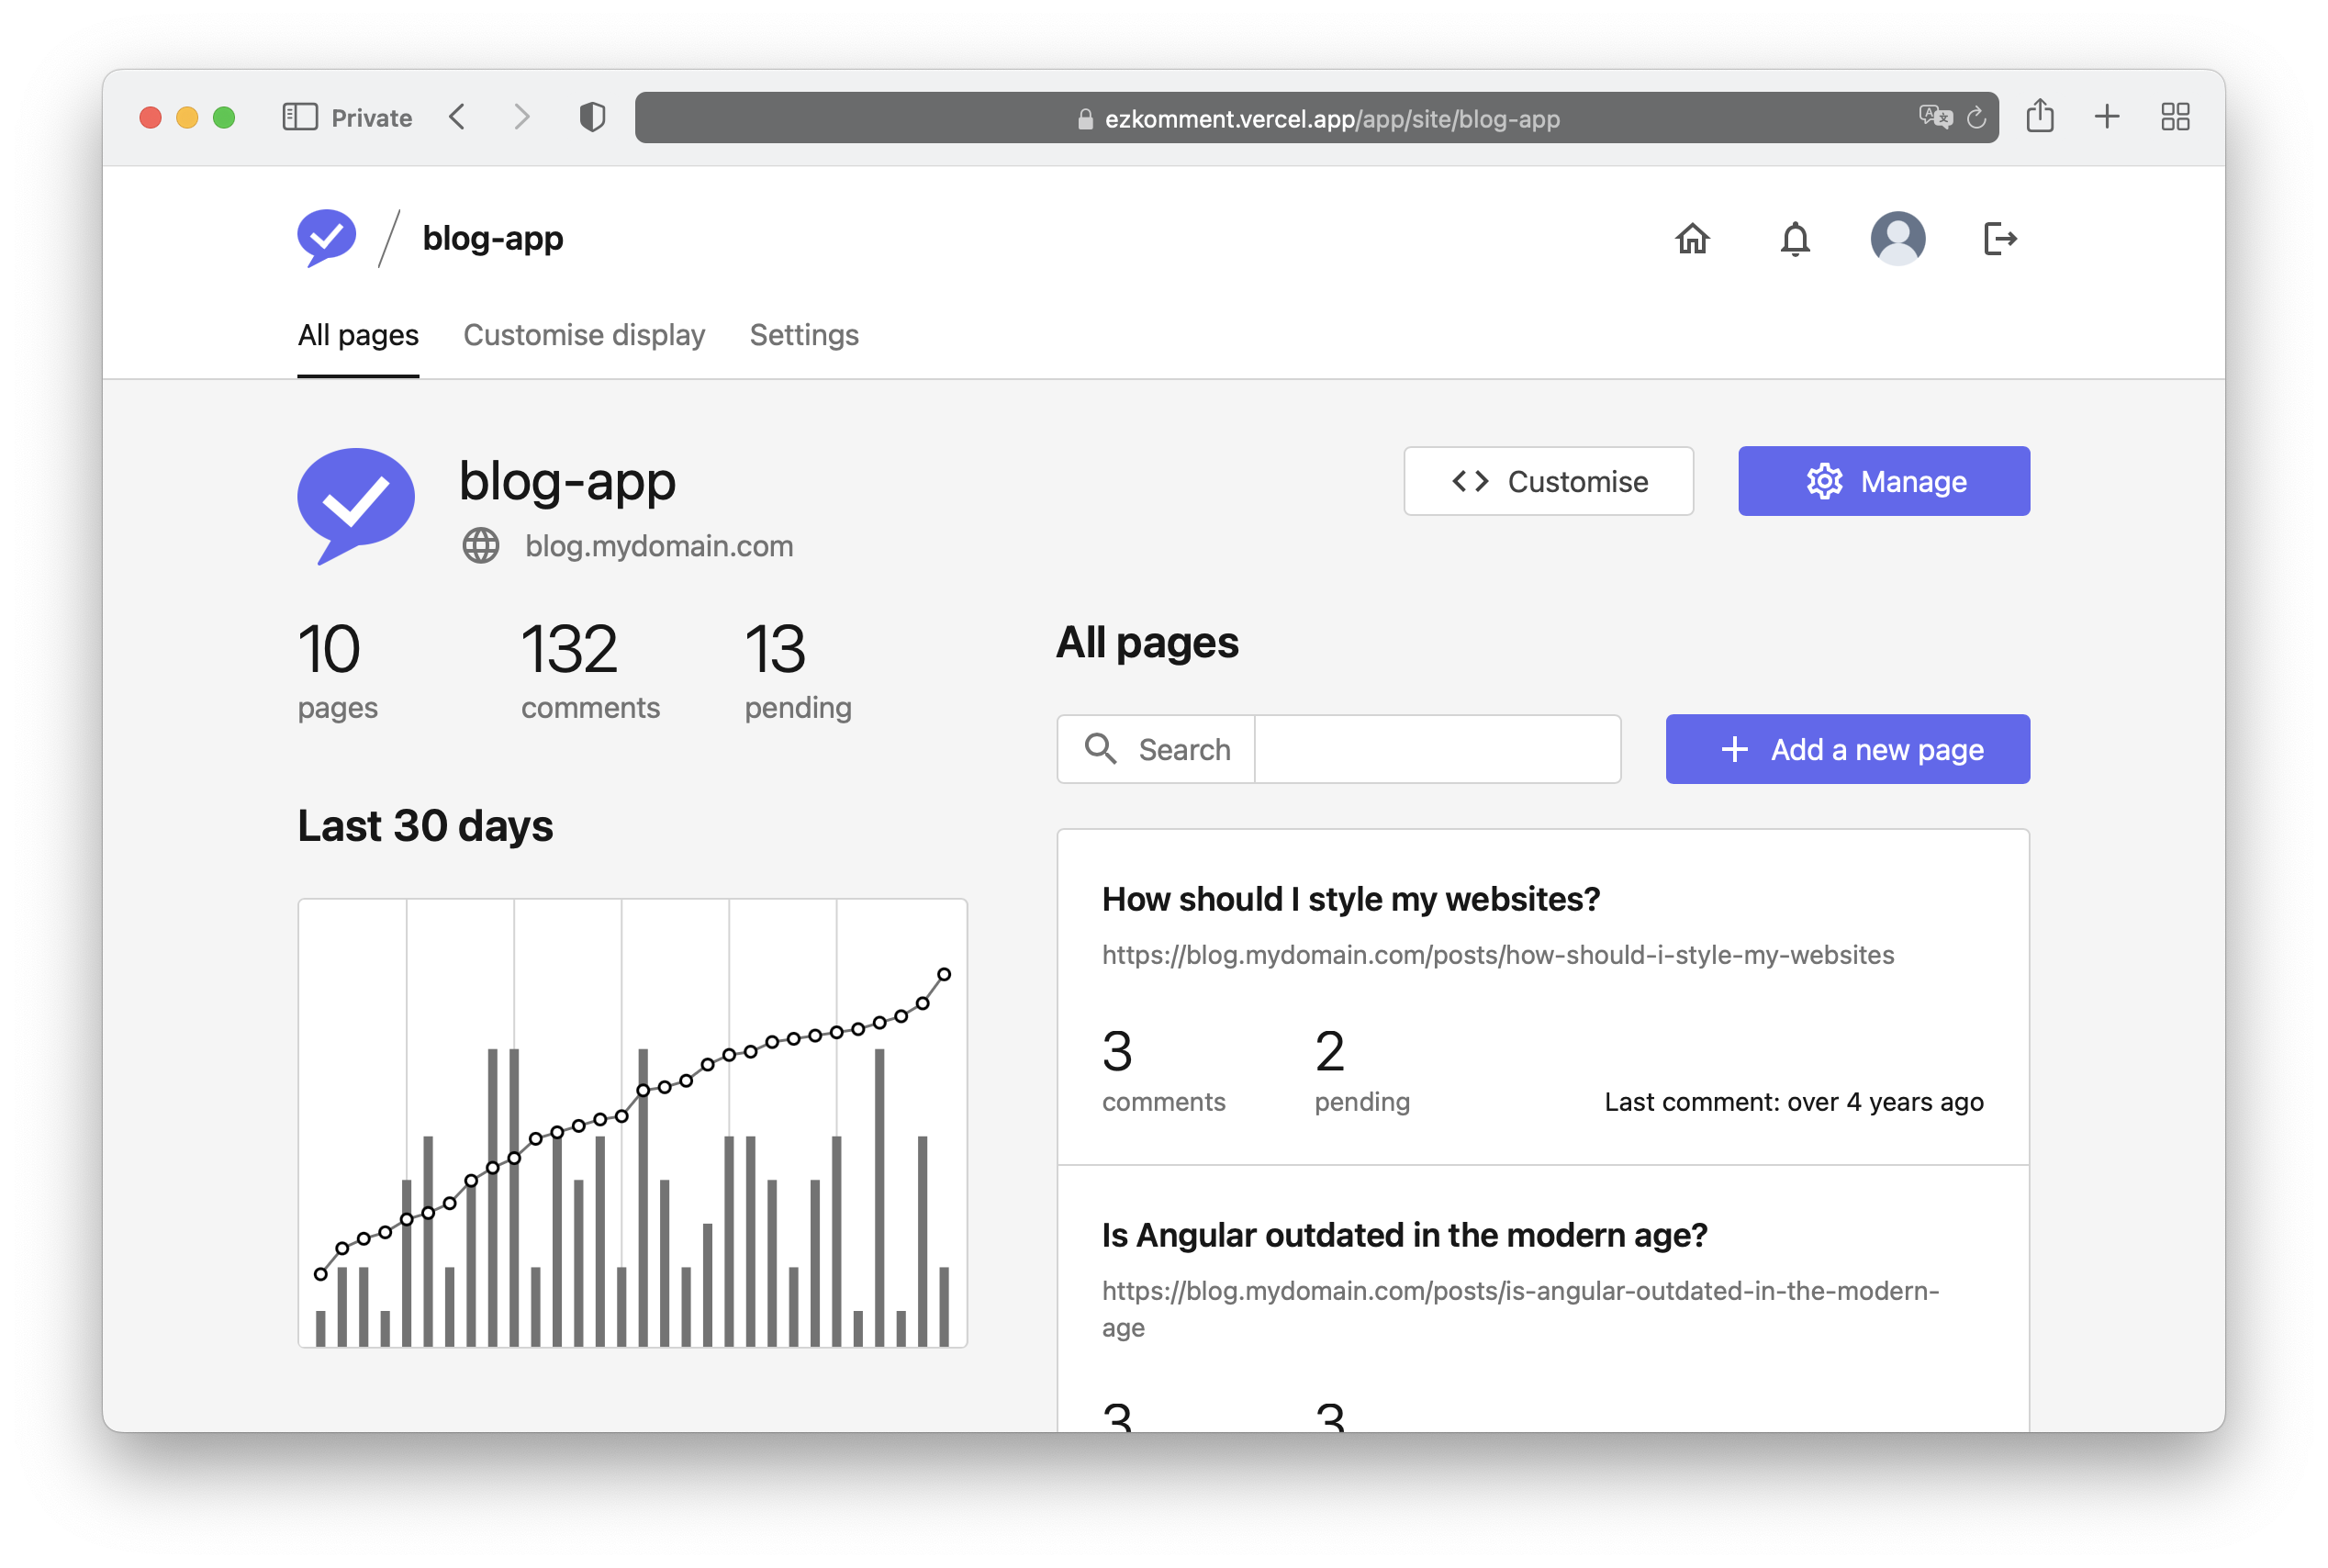 Private
ezkomment.vercel.app/app/site/blog-app
blog-app
All pages
Customise display
Settings
blog-app
blog.mydomain.com
Customise
Manage
10
pages
132
comments
13
pending
Last 30 days
All pages
Search
Add a new page
How should I style my websites?
https://blog.mydomain.com/posts/how-should-i-style-my-websites
3
comments
2
pending
Last comment: over 4 years ago
Is Angular outdated in the modern age?
https://blog.mydomain.com/posts/is-angular-outdated-in-the-modern-
age
3
3